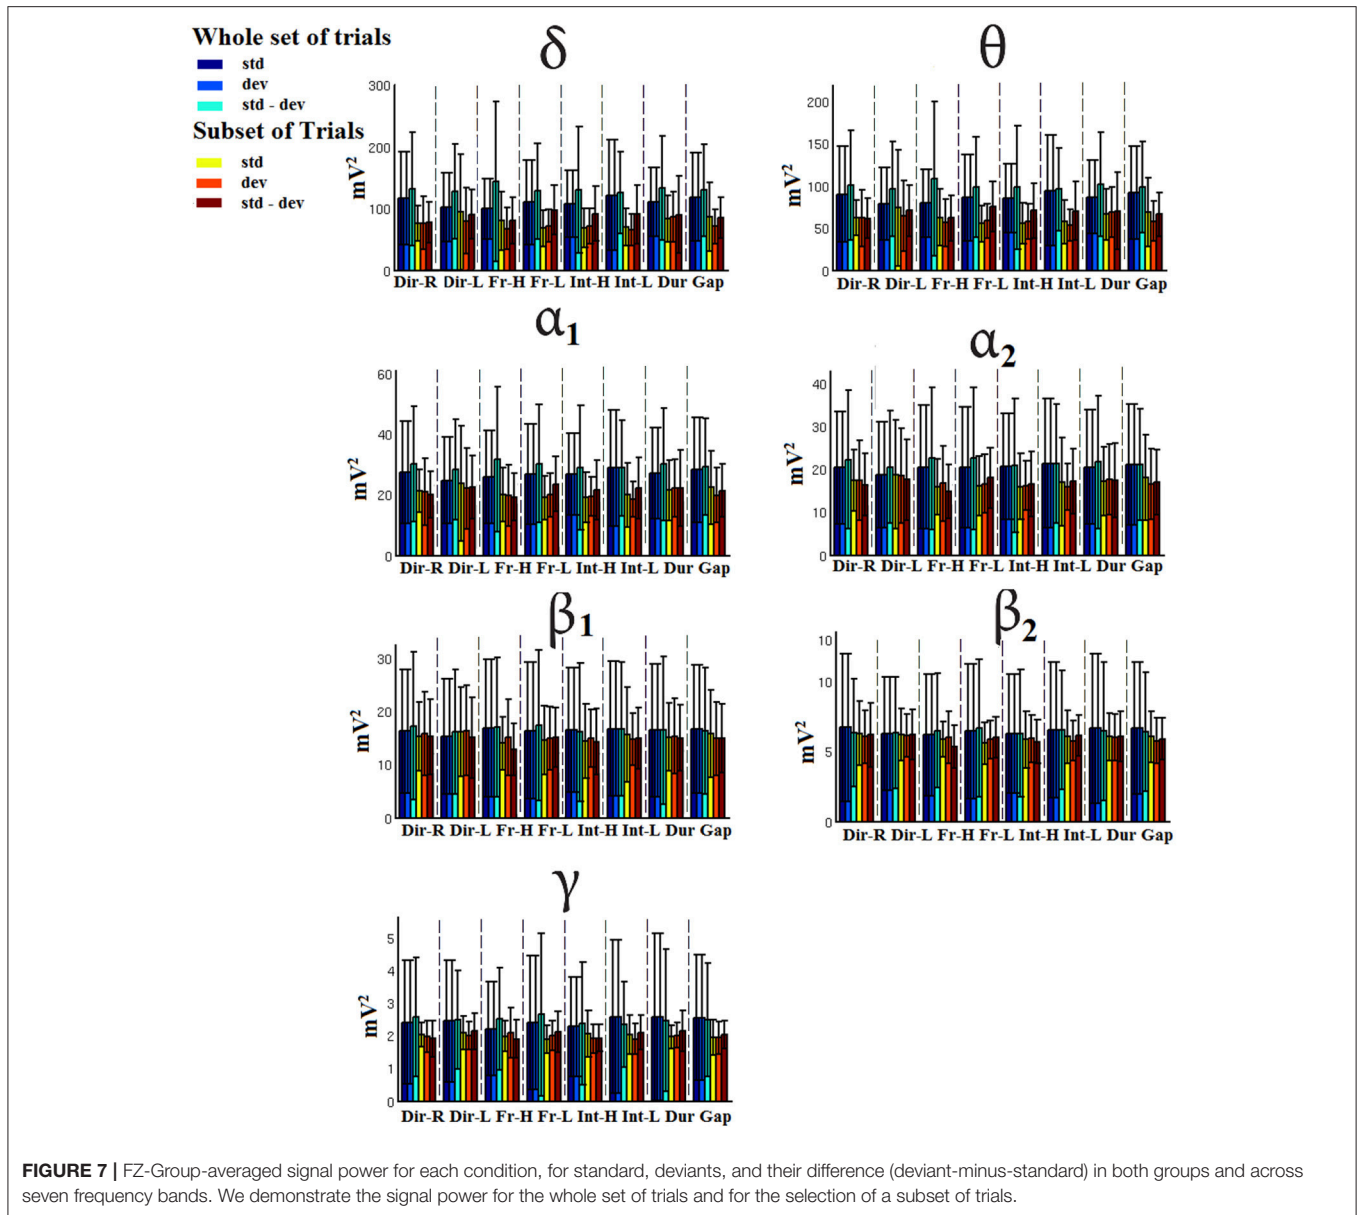 Whole set of trials
std
dev
std - dev
Subset of Trials
std
dev
std - dev
δ
300
200
100
0
mV²
Dir-R Dir-L Fr-H Fr-L Int-H Int-L Dur Gap
θ
200
150
100
50
0
mV²
Dir-R Dir-L Fr-H Fr-L Int-H Int-L Dur Gap
α₁
60
40
20
0
mV²
Dir-R Dir-L Fr-H Fr-L Int-H Int-L Dur Gap
α₂
40
30
20
10
0
mV²
Dir-R Dir-L Fr-H Fr-L Int-H Int-L Dur Gap
β₁
30
20
10
0
mV²
Dir-R Dir-L Fr-H Fr-L Int-H Int-L Dur Gap
β₂
10
10
5
0
mV²
Dir-R Dir-L Fr-H Fr-L Int-H Int-L Dur Gap
γ
5
4
3
2
1
0
mV²
Dir-R Dir-L Fr-H Fr-L Int-H Int-L Dur Gap
FIGURE 7 | FZ-Group-averaged signal power for each condition, for standard, deviants, and their difference (deviant-minus-standard) in both groups and across
seven frequency bands. We demonstrate the signal power for the whole set of trials and for the selection of a subset of trials.